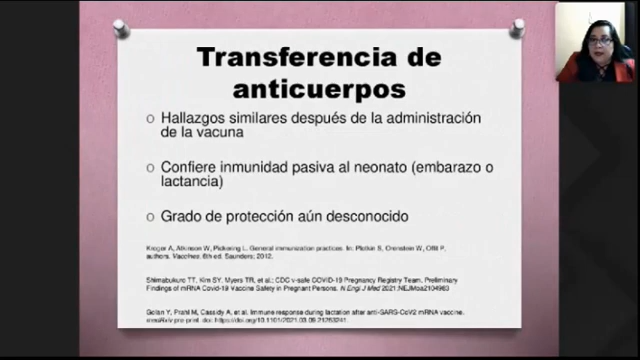 Transferencia de
anticuerpos
o Hallazgos similares después de la administración
de la vacuna
o Confiere inmunidad pasiva al neonato (embarazo o
lactancia)
o Grado de protección aún desconocido
Kroger A, Atkinson W, Pickering L. General immunization practices. In: Plotkin S, Orenstein W, Offit P,
authors. Vaccines. 6th ed. Saunders; 2012.
Shimabukuro TT, Kim SY, Myers TR, et al.; CDC v-safe COVID-19 Pregnancy Registry Team. Preliminary
Findings of mRNA Covid-19 Vaccine Safety in Pregnant Persons. N Engl J Med 2021;NEJMoa2104983
Golan Y, Prahl M, Cassidy A, et al. Immune response during lactation after anti-SARS-CoV2 mRNA vaccine.
medRxiv pre-print. doi: https://doi.org/10.1101/2021.03.09.21253241.